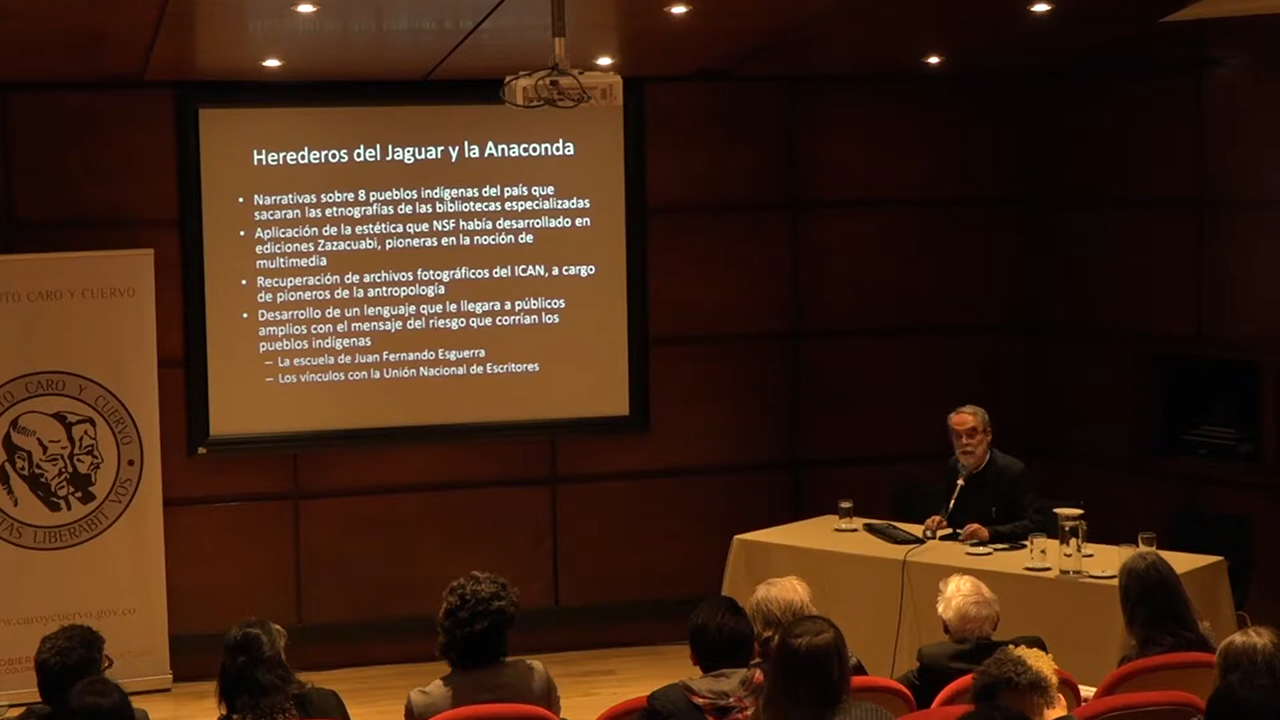 Herederos del Jaguar y la Anaconda
• Narrativas sobre 8 pueblos indígenas del país que
sacaran las etnografías de las bibliotecas especializadas
• Aplicación de la estética que NSF había desarrollado en
ediciones Zazacuabi, pioneras en la noción de
multimedia
• Recuperación de archivos fotográficos del ICAN, a cargo
de pioneros de la antropología
• Desarrollo de un lenguaje que le llegara a públicos
amplios con el mensaje del riesgo que corrían los
pueblos indígenas
– La escuela de Juan Fernando Esguerra
– Los vínculos con la Unión Nacional de Escritores
UTO CARO Y CUERVO
UTO CARO Y CUERVO
TAS LIBERABIT VOS
w.caroycuervo.gov.co